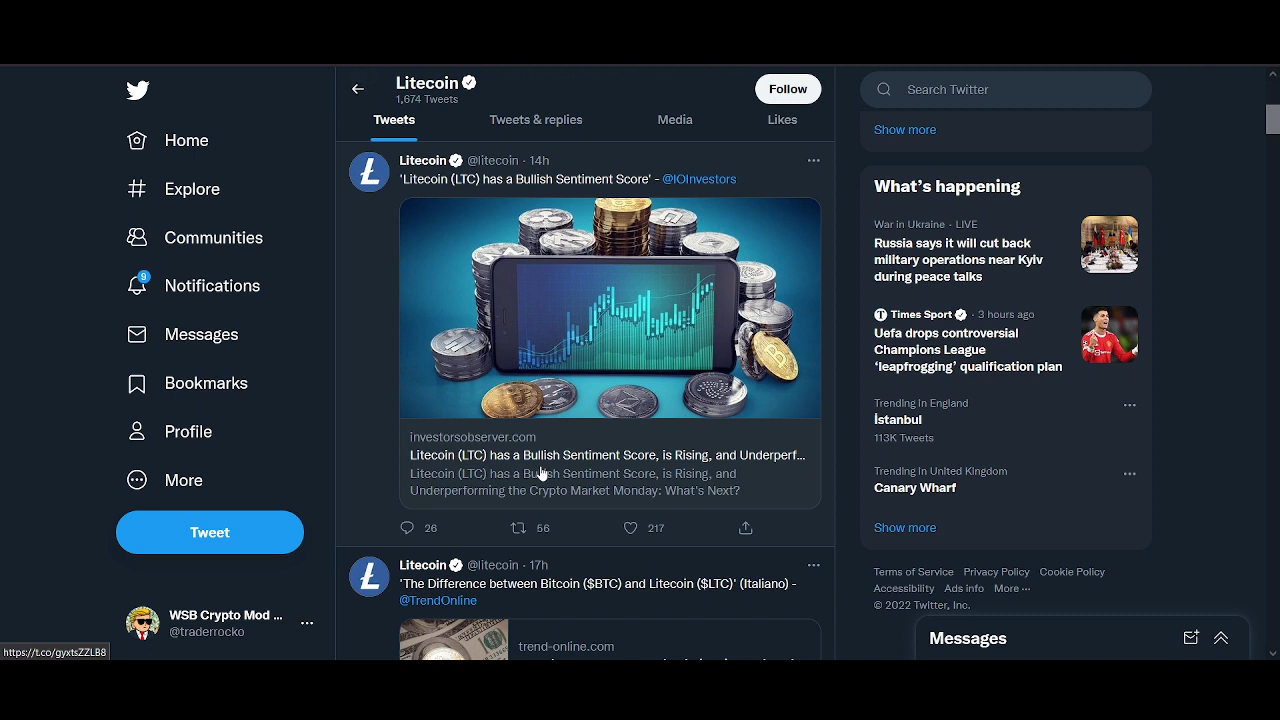 Home
Explore
Communities
9
Notifications
Messages
Bookmarks
Profile
More
Tweet
WSB Crypto Mod ...
@traderrocko
https://t.co/gyxtsZZLB8
Litecoin
1,674 Tweets
Follow
Tweets
Tweets & replies
Media
Likes
Litecoin @litecoin · 14h
'Litecoin (LTC) has a Bullish Sentiment Score' - @IOInvestors
investorsobserver.com
Litecoin (LTC) has a Bullish Sentiment Score, is Rising, and Underperf...
Litecoin (LTC) has a Bullish Sentiment Score, is Rising, and
Underperforming the Crypto Market Monday: What's Next?
26
56
217
Litecoin @litecoin · 17h
'The Difference between Bitcoin ($BTC) and Litecoin ($LTC)' (Italiano) -
@TrendOnline
trend-online.com
Search Twitter
Show more
What's happening
War in Ukraine · LIVE
Russia says it will cut back
military operations near Kyiv
during peace talks
Times Sport · 3 hours ago
Uefa drops controversial
Champions League
'leapfrogging' qualification plan
Trending in England
İstanbul
113K Tweets
Trending in United Kingdom
Canary Wharf
Show more
Terms of Service Privacy Policy Cookie Policy
Accessibility Ads info More ···
© 2022 Twitter, Inc.
Messages